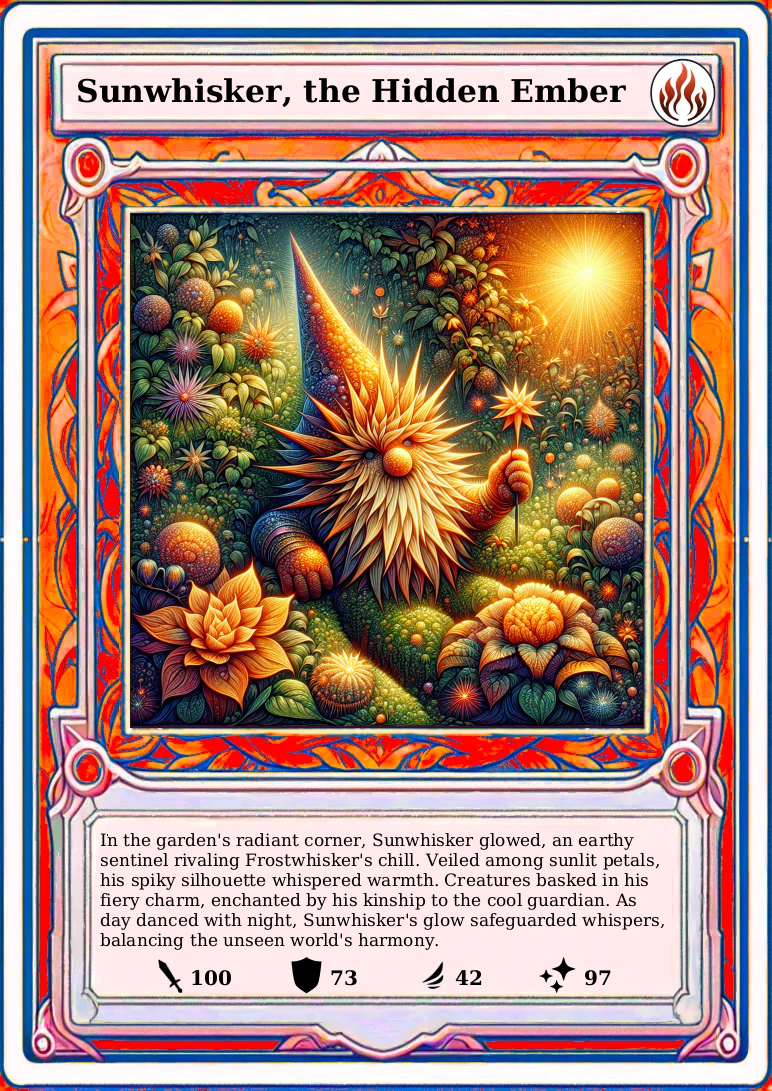 Sunwhisker, the Hidden Ember
In the garden's radiant corner, Sunwhisker glowed, an earthy
sentinel rivaling Frostwhisker's chill. Veiled among sunlit petals,
his spiky silhouette whispered warmth. Creatures basked in his
fiery charm, enchanted by his kinship to the cool guardian. As
day danced with night, Sunwhisker's glow safeguarded whispers,
balancing the unseen world's harmony.
100 73 42 97